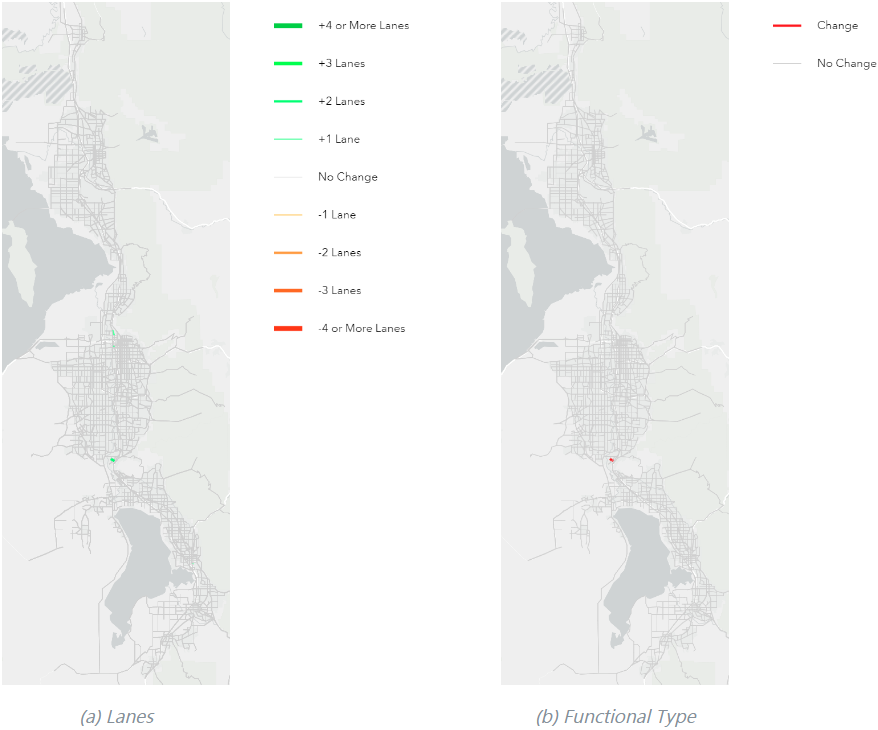 +4 or More Lanes
+3 Lanes
+2 Lanes
+1 Lane
No Change
-1 Lane
-2 Lanes
-3 Lanes
-4 or More Lanes
Change
No Change
(a) Lanes
(b) Functional Type